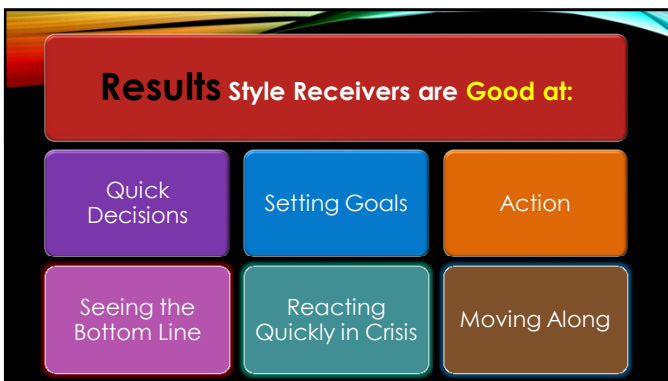 Results Style Receivers are Good at:
Quick
Decisions
Setting Goals
Action
Seeing the
Bottom Line
Reacting
Quickly in Crisis
Moving Along